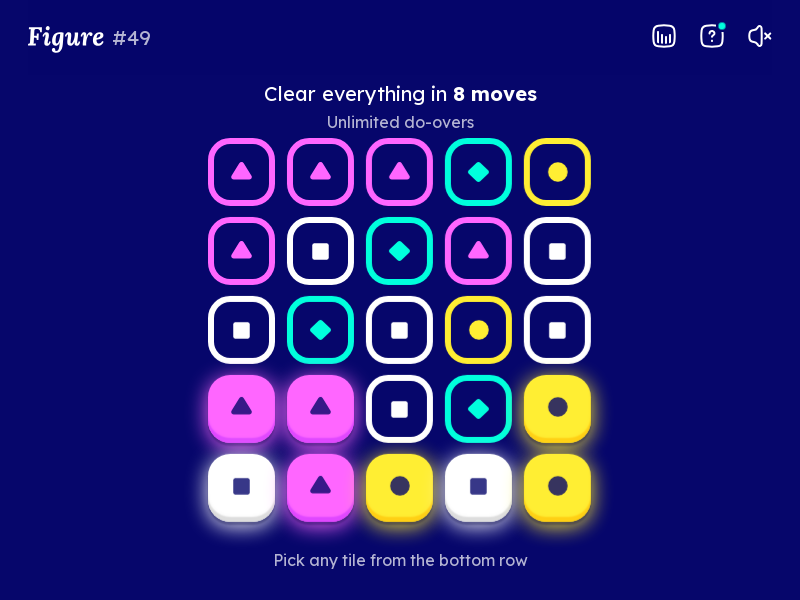 Figure #49
Clear everything in 8 moves
Unlimited do-overs
Pick any tile from the bottom row